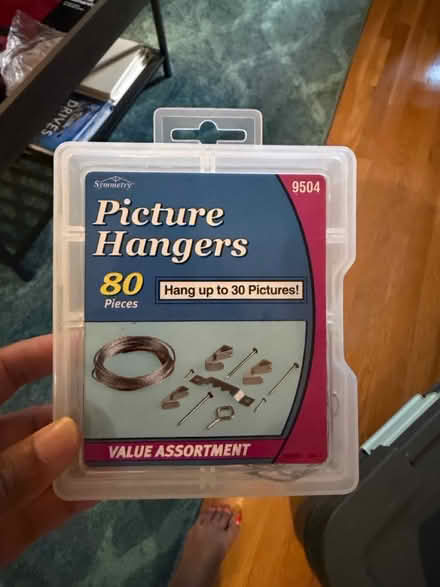 Symmetry
9504
Picture
Hangers
80
Pieces
Hang up to 30 Pictures!
VALUE ASSORTMENT
DRIVES